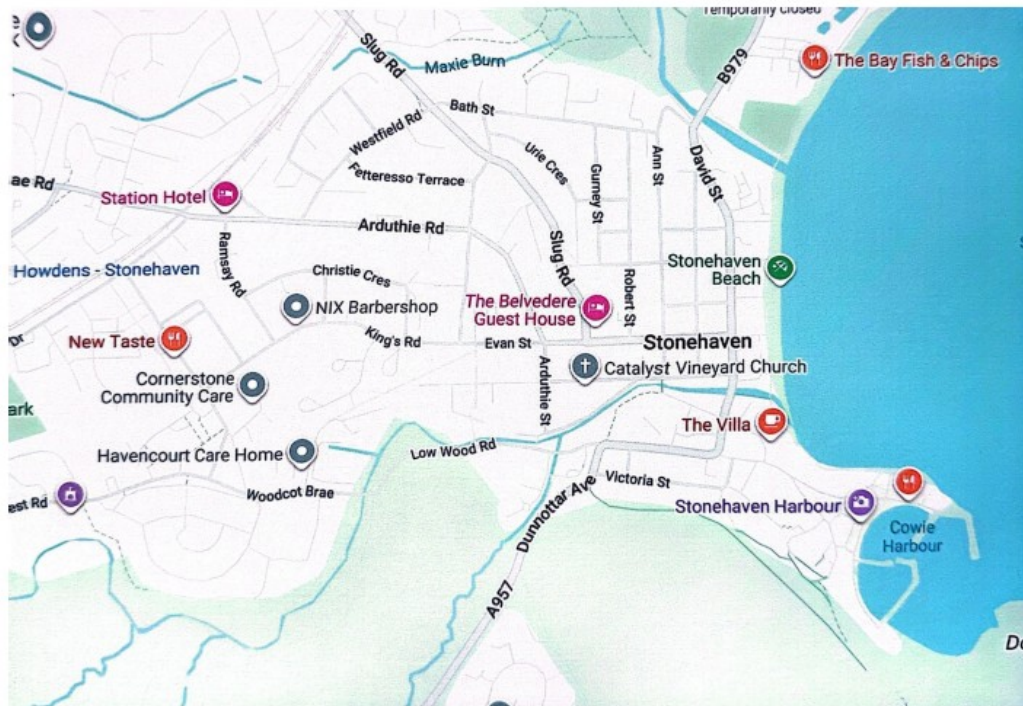 Temporarily closed
Slug Rd
Maxie Burn
B979
The Bay Fish & Chips
Bath St
Westfield Rd
Urie Cres
Ann St
David St
Fetteresso Terrace
Gurney St
ae Rd
Station Hotel
Arduthie Rd
Ramsay Rd
Slug Rd
Howdens - Stonehaven
Christie Cres
Stonehaven
Beach
Robert St
NIX Barbershop
The Belvedere
Guest House
Dr
New Taste
King's Rd
Evan St
Stonehaven
Arduthie St
Catalyst Vineyard Church
Cornerstone
Community Care
ark
The Villa
Low Wood Rd
Havencourt Care Home
Victoria St
Woodcot Brae
est Rd
Dunnottar Ave
Stonehaven Harbour
Cowie
Harbour
A957
Do